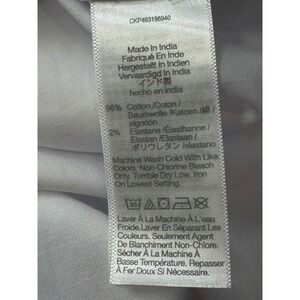 CKP493196940
Made in India
Fabriqué En Inde
Hergestellt in Indien
Vervaardigd in India
インド製
hecho en india
98% Cotton/Coton/
Baumwolle/Katoen/綿/
algodón
2% Elastane/Élasthanne/
Elastan/Elastaan/
ポリウレタン/elastano
Machine Wash Cold With Like
Colors. Non-Chlorine Bleach
Only. Tumble Dry Low. Iron
On Lowest Setting.
Laver À La Machine À L'eau
Froide.Laver En Séparant Les
Couleurs. Seulement Agent
De Blanchiment Non-Chlore.
Sécher À La Machine À
Basse Température. Repasser
À Fer Doux Si Nécessaire.